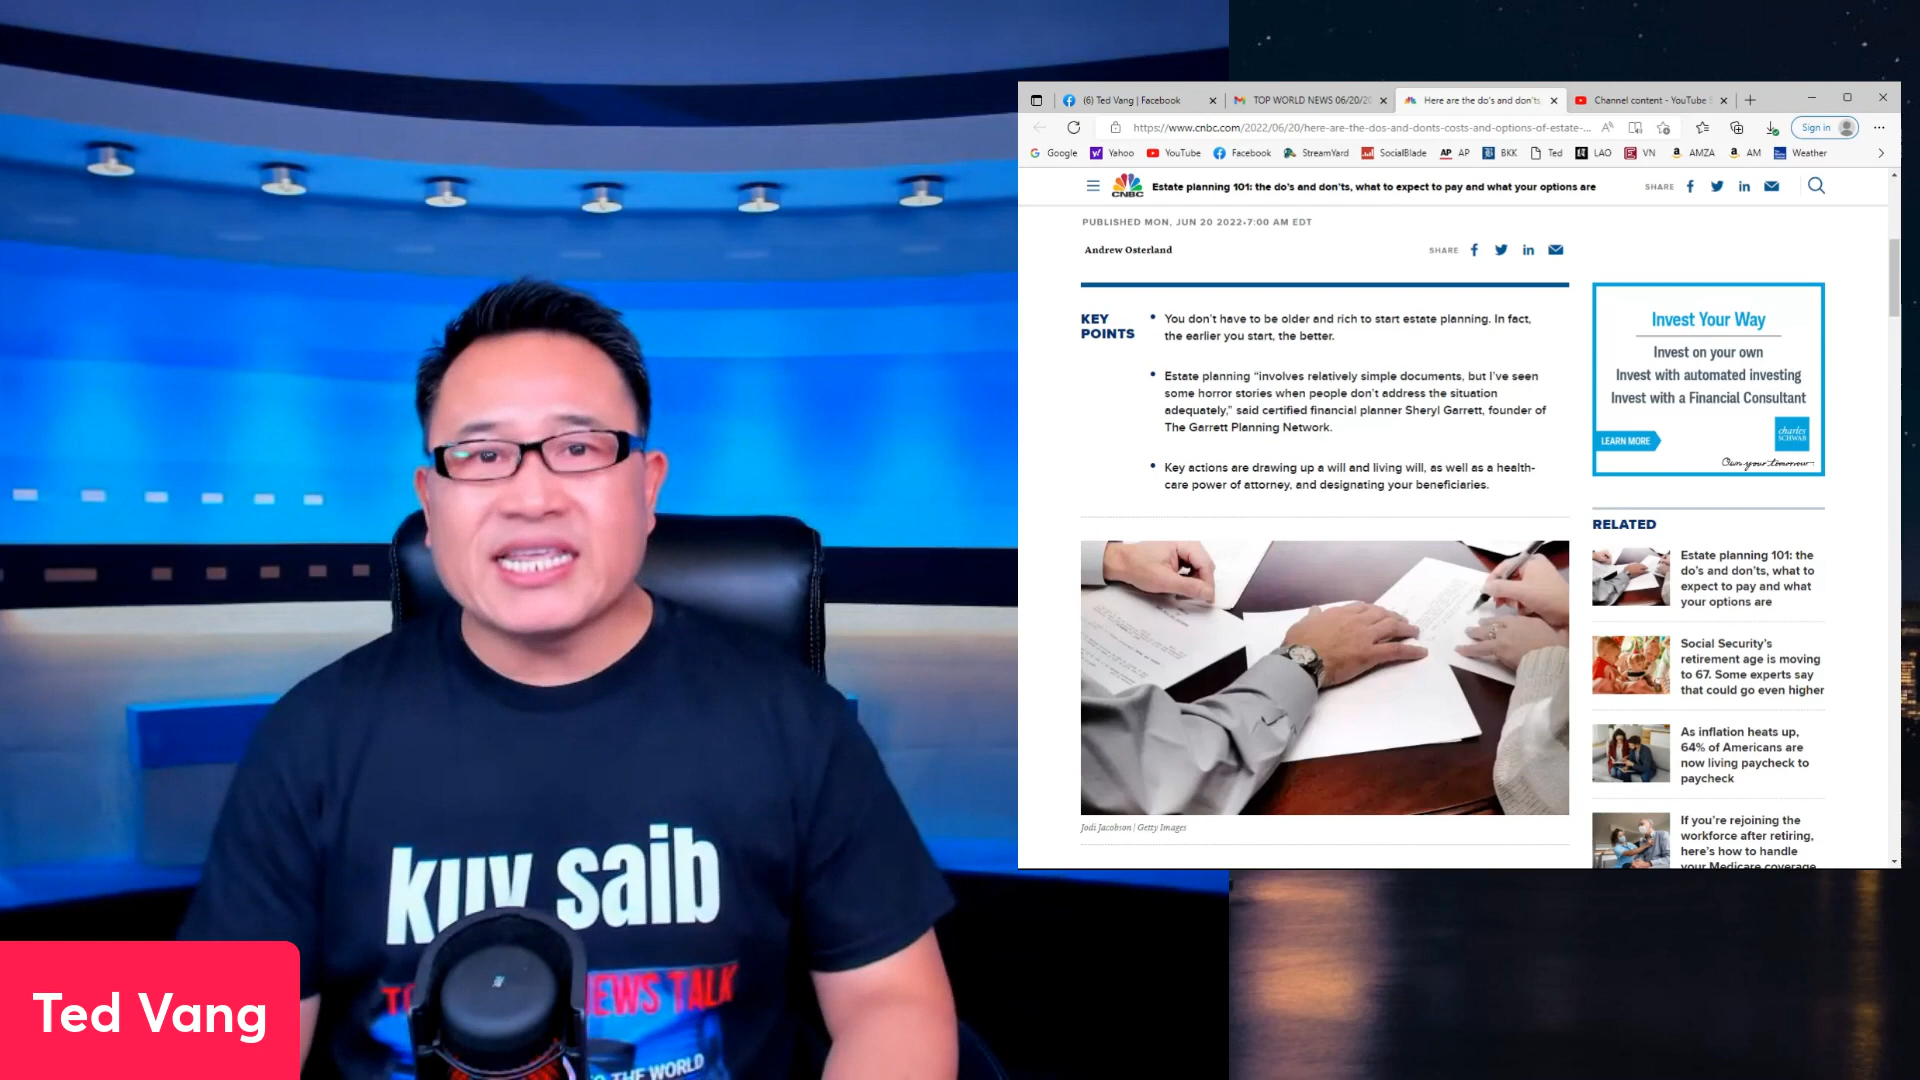 (6) Ted Vang | Facebook
TOP WORLD NEWS 06/20/20
Here are the do's and don'ts
Channel content - YouTube
https://www.cnbc.com/2022/06/20/here-are-the-dos-and-donts-costs-and-options-of-estate-...
Sign in
Google
Yahoo
YouTube
Facebook
StreamYard
SocialBlade
AP AP
BKK
Ted
LAO
VN
AMZA
AM
Weather
CNBC
Estate planning 101: the do's and don'ts, what to expect to pay and what your options are
SHARE
PUBLISHED MON, JUN 20 2022•7:00 AM EDT
Andrew Osterland
SHARE
KEY
POINTS
• You don't have to be older and rich to start estate planning. In fact,
the earlier you start, the better.
• Estate planning “involves relatively simple documents, but I've seen
some horror stories when people don't address the situation
adequately,” said certified financial planner Sheryl Garrett, founder of
The Garrett Planning Network.
• Key actions are drawing up a will and living will, as well as a health-
care power of attorney, and designating your beneficiaries.
Jodi Jacobson | Getty Images
Invest Your Way
Invest on your own
Invest with automated investing
Invest with a Financial Consultant
LEARN MORE
charles
SCHWAB
Own your tomorrow
RELATED
Estate planning 101: the
do's and don'ts, what to
expect to pay and what
your options are
Social Security's
retirement age is moving
to 67. Some experts say
that could go even higher
As inflation heats up,
64% of Americans are
now living paycheck to
paycheck
If you're rejoining the
workforce after retiring,
here's how to handle
your Medicare coverage
kuv saib
NEWS TALK
THE WORLD
Ted Vang